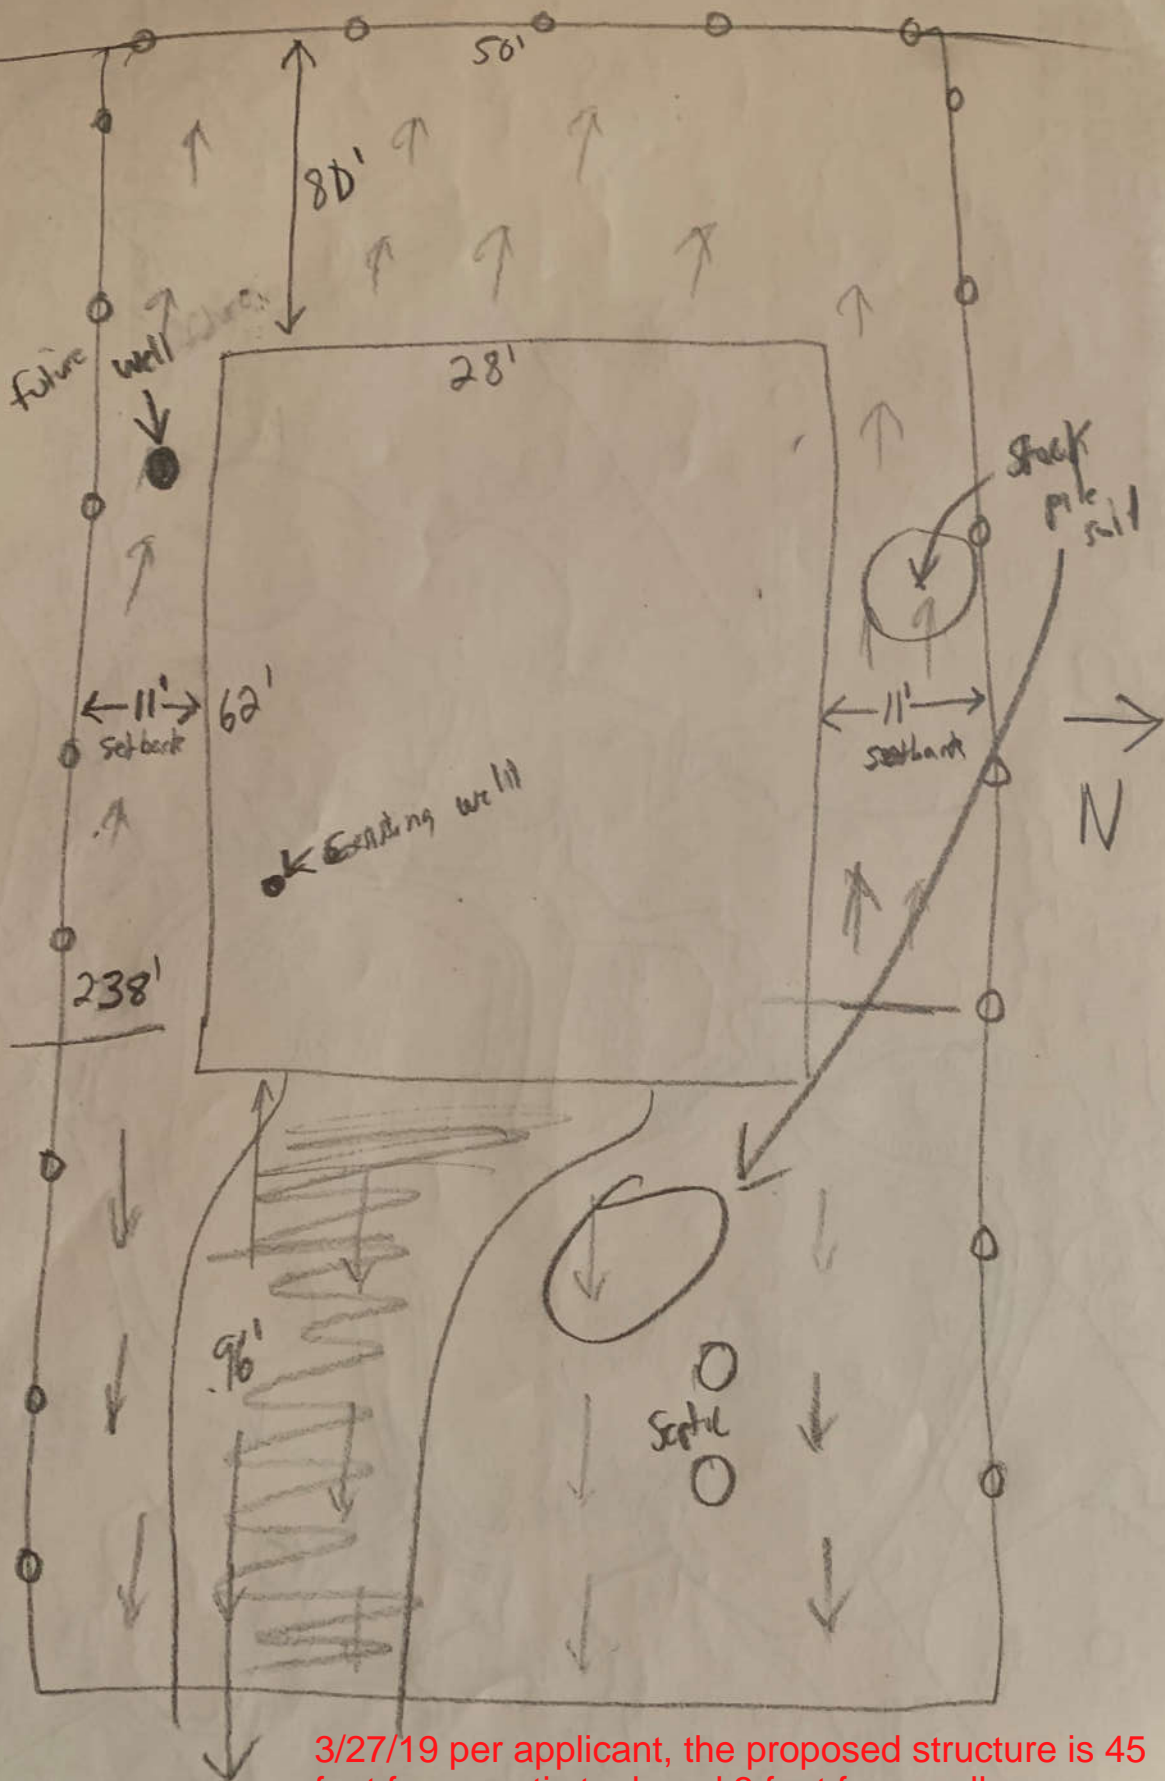 50'
80'
28'
future well
Stock
pile
soil
11'
setback
62'
11'
setback
N
Existing well
238'
96'
Septic
3/27/19 per applicant, the proposed structure is 45